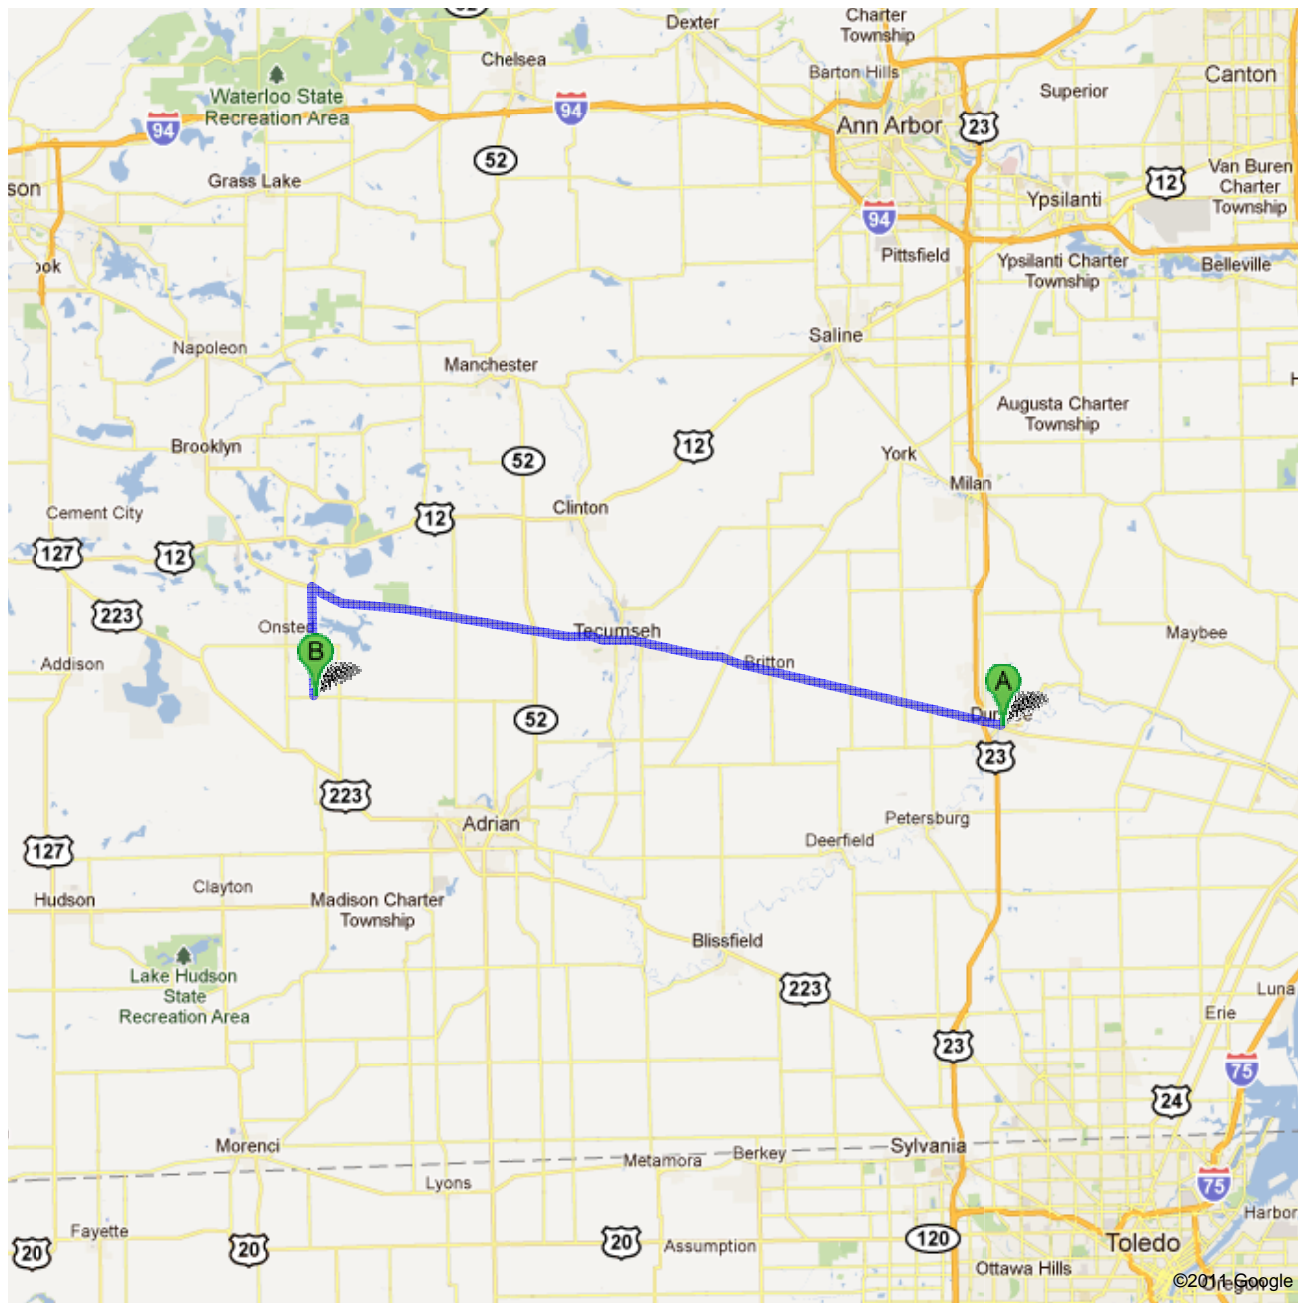 Dexter
Charter
Township
Chelsea
Barton Hills
Canton
Waterloo State
Recreation Area
Superior
94
94
Ann Arbor
23
52
Van Buren
Charter
Township
son
Grass Lake
12
Ypsilanti
94
Pittsfield
Ypsilanti Charter
Township
Belleville
ook
Saline
Napoleon
Manchester
Augusta Charter
Township
Brooklyn
12
52
York
Milan
Cement City
12
Clinton
127
12
223
Onsted
Tecumseh
Maybee
B
Britton
Addison
A
52
23
223
Adrian
Petersburg
Deerfield
127
Clayton
Hudson
Madison Charter
Township
Blissfield
Lake Hudson
State
Recreation Area
223
Luna
Erie
23
75
24
Morenci
Sylvania
Metamora
Berkey
Lyons
75
Fayette
Harbor
20
20
20
Assumption
120
Toledo
Ottawa Hills
©2011 Google
Oregon